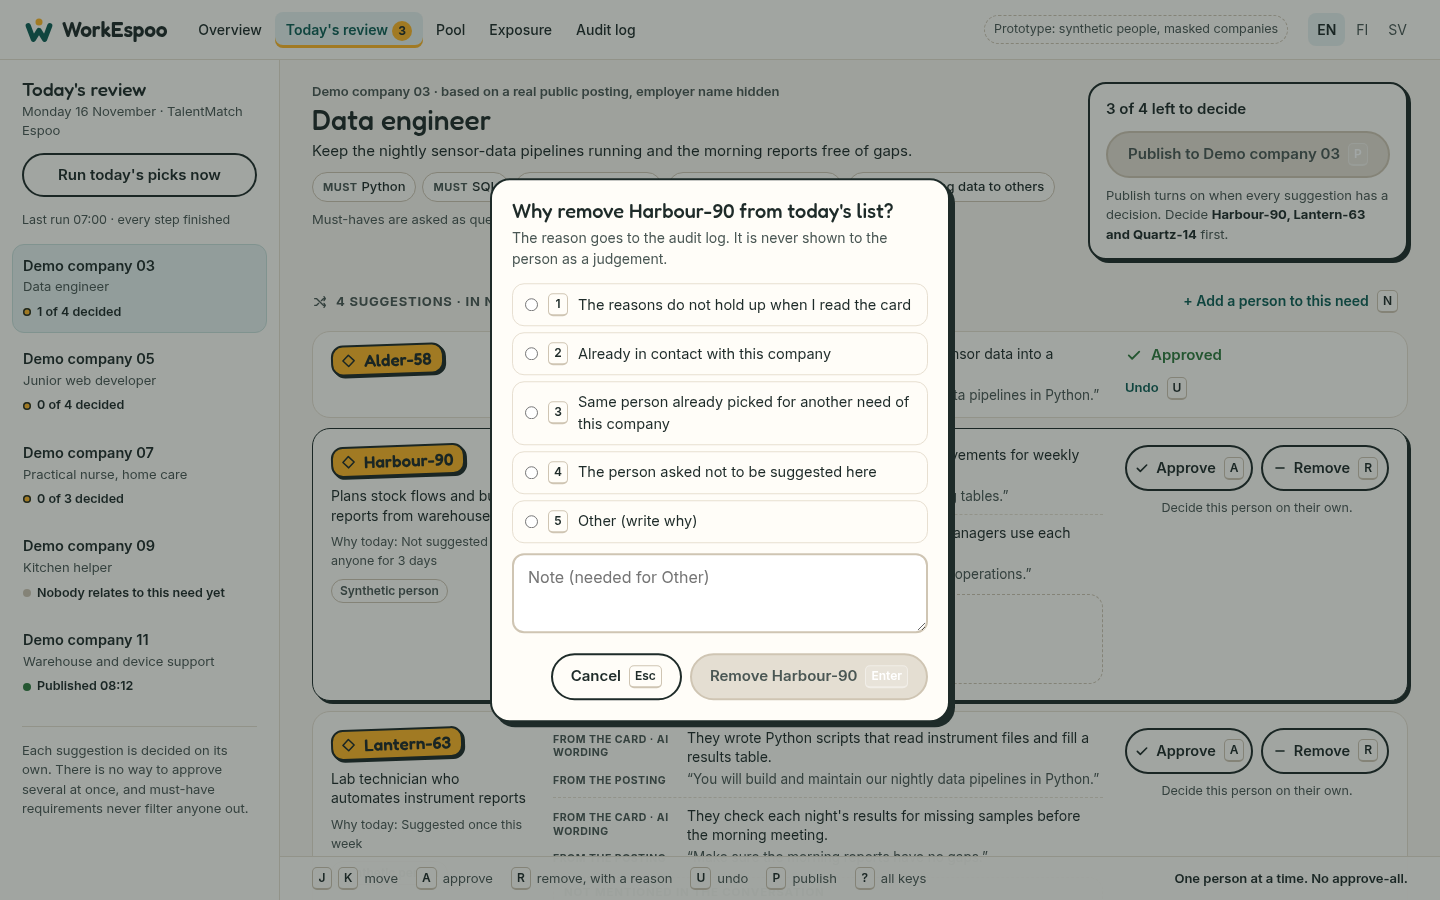 WorkEspoo
Overview
Today's review 3
Pool
Exposure
Audit log
Prototype: synthetic people, masked companies
EN FI SV
Today's review
Monday 16 November · TalentMatch
Espoo
Run today's picks now
Last run 07:00 · every step finished
Demo company 03
Data engineer
1 of 4 decided
Demo company 05
Junior web developer
0 of 4 decided
Demo company 07
Practical nurse, home care
0 of 3 decided
Demo company 09
Kitchen helper
Nobody relates to this need yet
Demo company 11
Warehouse and device support
Published 08:12
Each suggestion is decided on its
own. There is no way to approve
several at once, and must-have
requirements never filter anyone out.
Demo company 03 · based on a real public posting, employer name hidden
Data engineer
Keep the nightly sensor-data pipelines running and the morning reports free of gaps.
MUST Python
MUST SQL
g data to others
Must-haves are asked as que
3 of 4 left to decide
Publish to Demo company 03 P
Publish turns on when every suggestion has a
decision. Decide Harbour-90, Lantern-63
and Quartz-14 first.
4 SUGGESTIONS · IN N
+ Add a person to this need N
Alder-58
nsor data into a
ta pipelines in Python.”
Approved
Undo U
Harbour-90
Plans stock flows and bu
reports from warehouse
Why today: Not suggested
anyone for 3 days
Synthetic person
vements for weekly
g tables.”
anagers use each
operations.”
Approve A
Remove R
Decide this person on their own.
Why remove Harbour-90 from today's list?
The reason goes to the audit log. It is never shown to the
person as a judgement.
1 The reasons do not hold up when I read the card
2 Already in contact with this company
3 Same person already picked for another need of
this company
4 The person asked not to be suggested here
5 Other (write why)
Note (needed for Other)
Cancel Esc
Remove Harbour-90 Enter
Lantern-63
Lab technician who
automates instrument reports
Why today: Suggested once this
week
FROM THE CARD · AI
WORDING
They wrote Python scripts that read instrument files and fill a
results table.
FROM THE POSTING
“You will build and maintain our nightly data pipelines in Python.”
FROM THE CARD · AI
WORDING
They check each night's results for missing samples before
the morning meeting.
FROM THE POSTING
“Make sure the morning reports have no gaps.”
Approve A
Remove R
Decide this person on their own.
J K move
A approve
R remove, with a reason
U undo
P publish
? all keys
One person at a time. No approve-all.